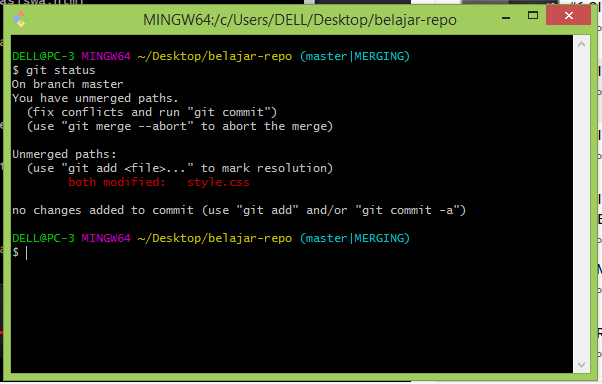 asiswa.html
MINGW64:/c/Users/DELL/Desktop/belajar-repo
DELL@PC-3 MINGW64 ~/Desktop/belajar-repo (master|MERGING)
$ git status
On branch master
You have unmerged paths.
  (fix conflicts and run "git commit")
  (use "git merge --abort" to abort the merge)

Unmerged paths:
  (use "git add <file>..." to mark resolution)
        both modified:   style.css

no changes added to commit (use "git add" and/or "git commit -a")

DELL@PC-3 MINGW64 ~/Desktop/belajar-repo (master|MERGING)
$